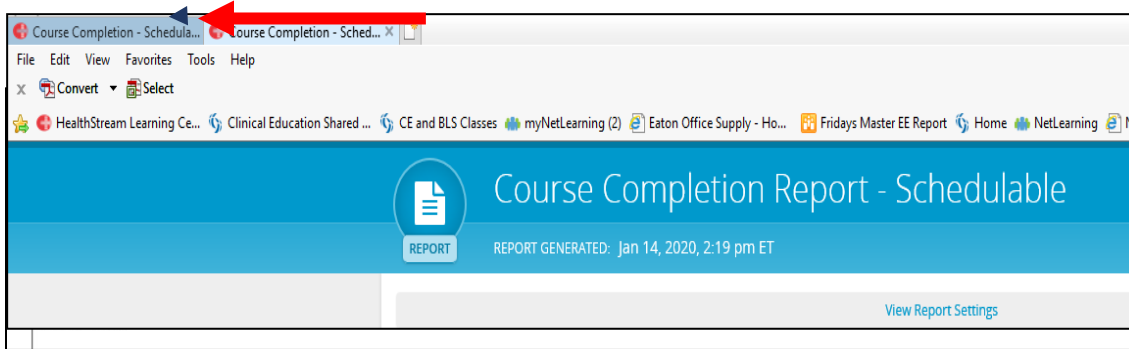 Course Completion - Schedula... Course Completion - Sched... X
File Edit View Favorites Tools Help
x Convert Select
HealthStream Learning Ce... Clinical Education Shared ... CE and BLS Classes myNetLearning (2) Eaton Office Supply - Ho... Fridays Master EE Report Home NetLearning
Course Completion Report - Schedulable
REPORT
REPORT GENERATED: Jan 14, 2020, 2:19 pm ET
View Report Settings